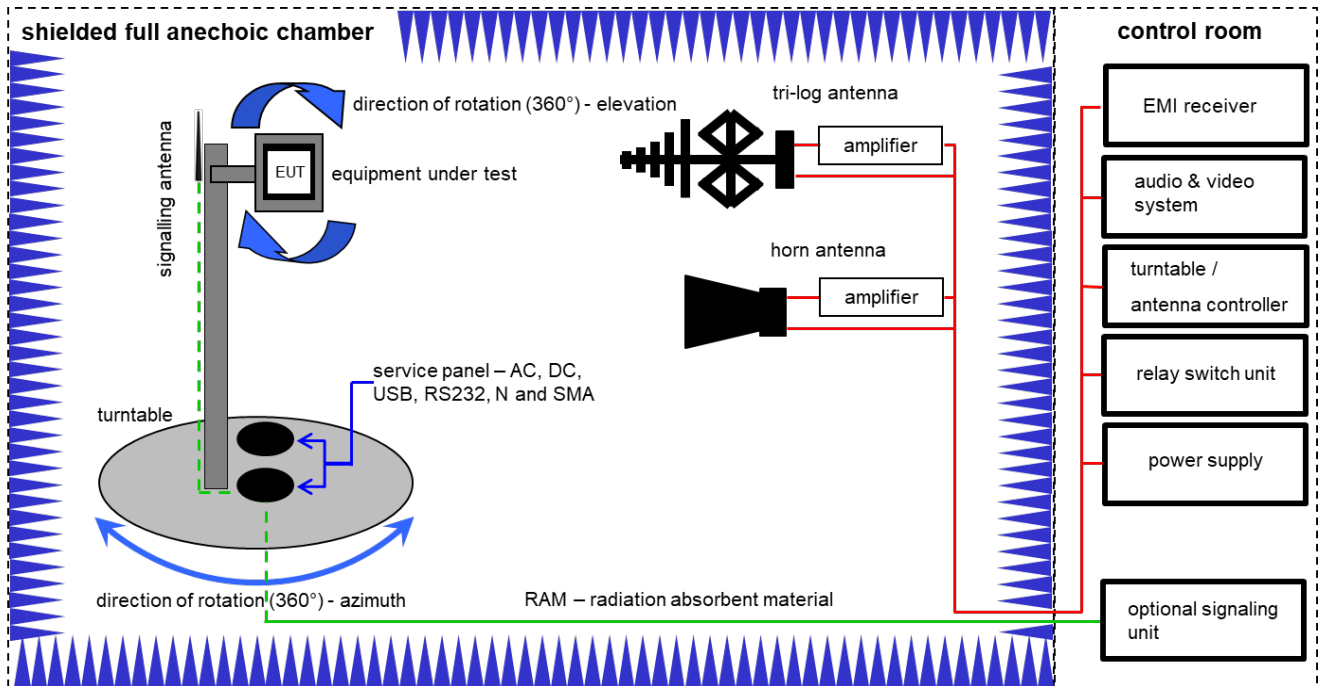 shielded full anechoic chamber
control room
direction of rotation (360°) - elevation
tri-log antenna
signalling antenna
EUT
equipment under test
amplifier
horn antenna
amplifier
service panel – AC, DC,
USB, RS232, N and SMA
turntable
direction of rotation (360°) - azimuth
RAM – radiation absorbent material
EMI receiver
audio & video
system
turntable /
antenna controller
relay switch unit
power supply
optional signaling
unit